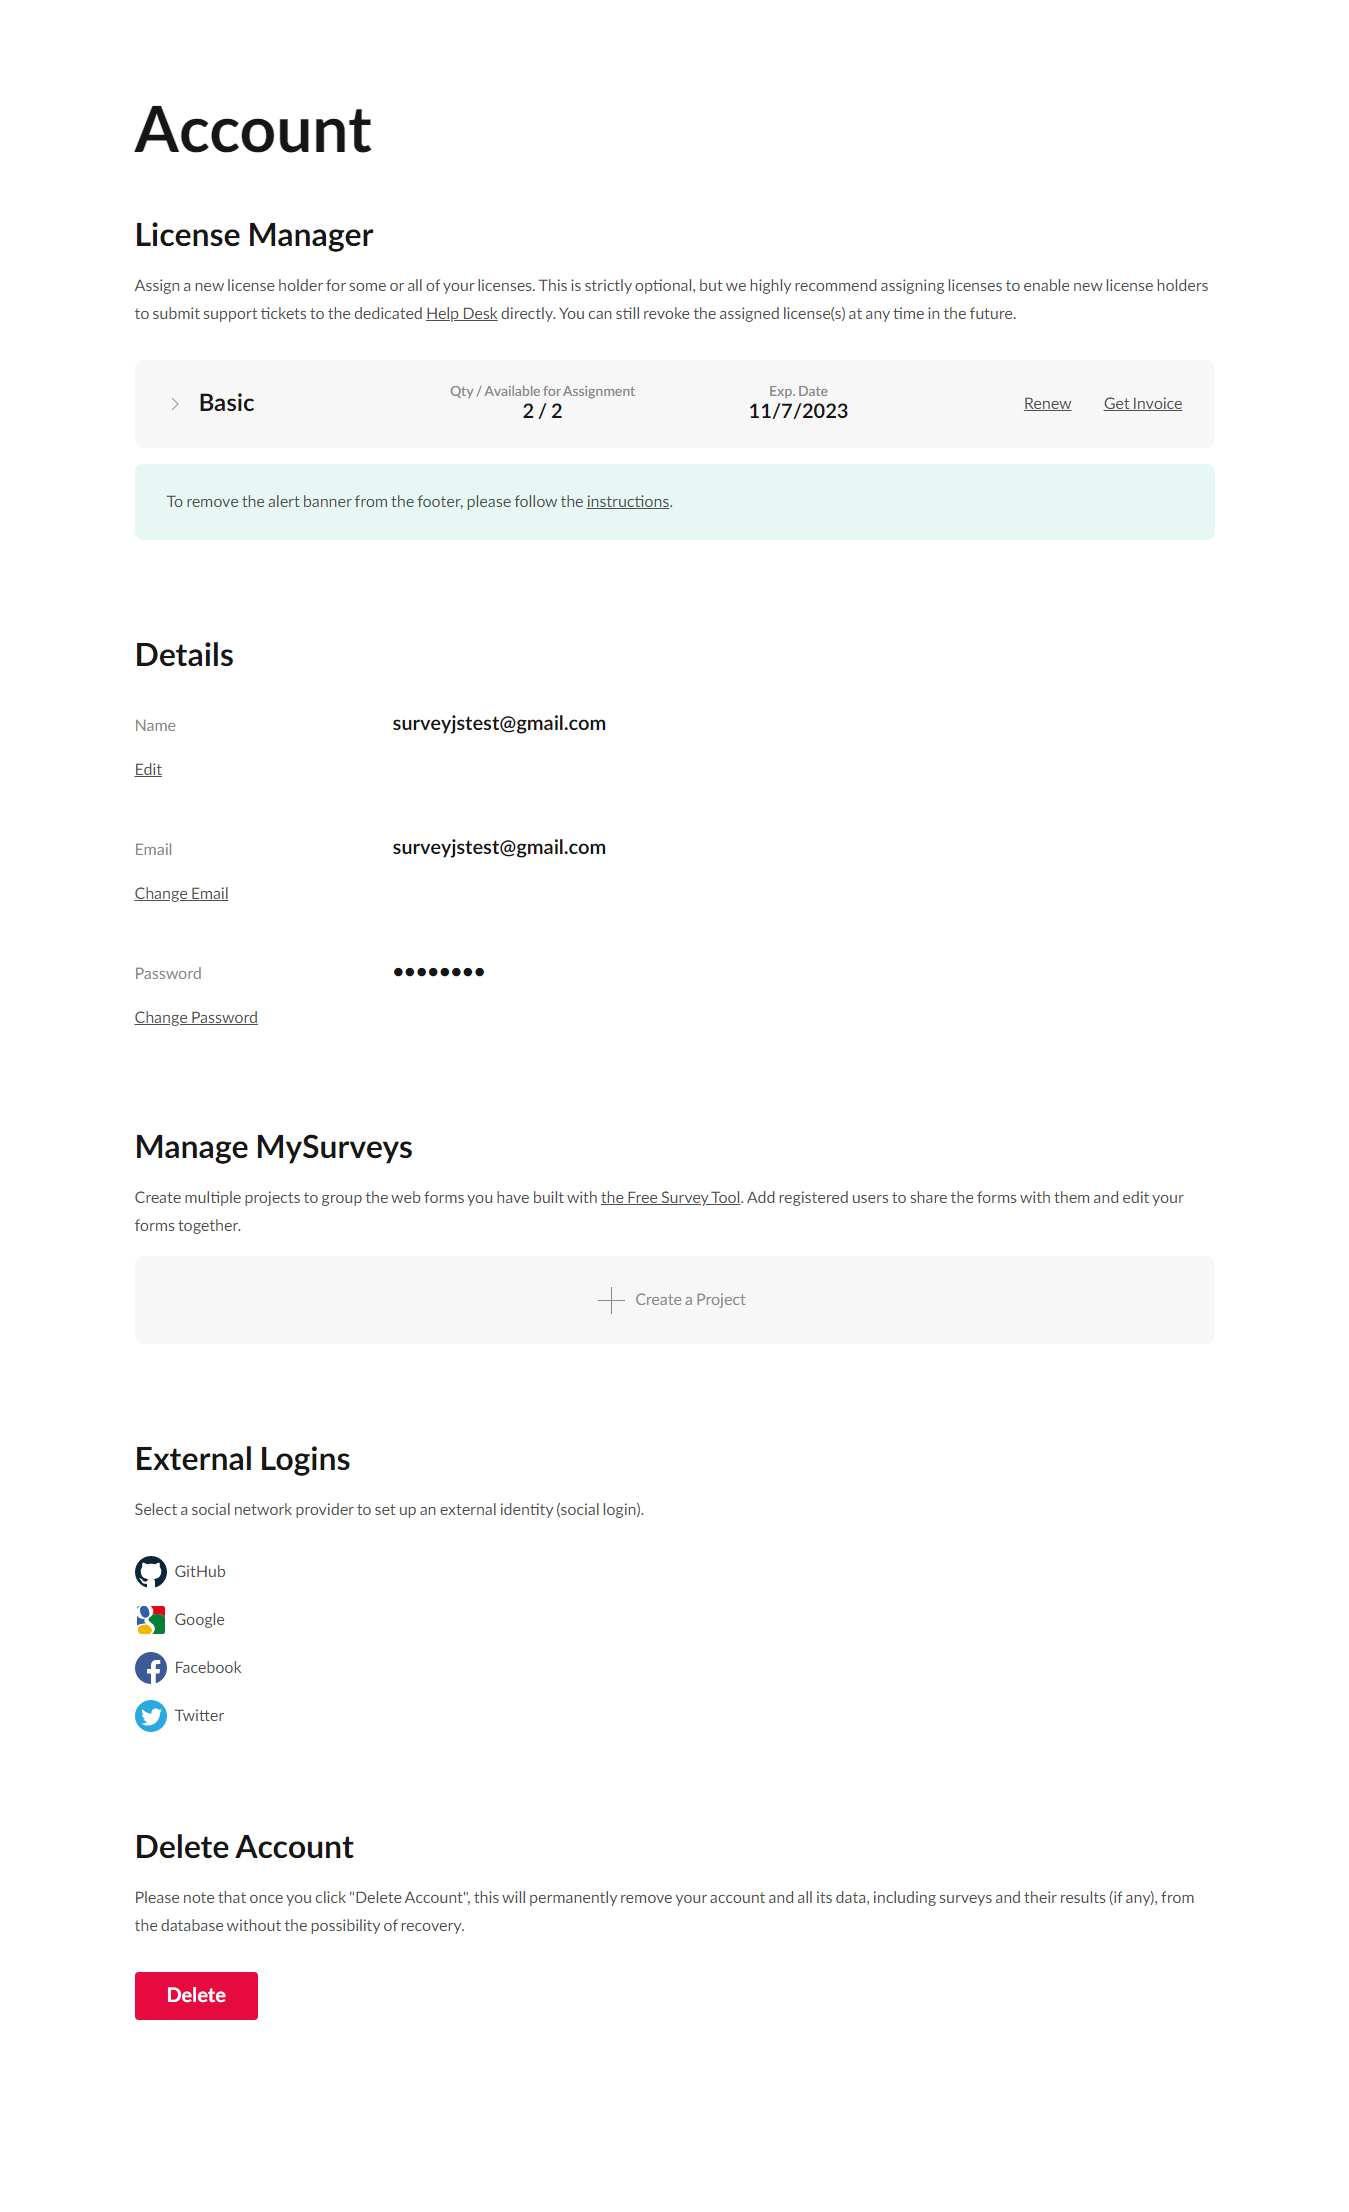 Account
License Manager
Assign a new license holder for some or all of your licenses. This is strictly optional, but we highly recommend assigning licenses to enable new license holders
to submit support tickets to the dedicated Help Desk directly. You can still revoke the assigned license(s) at any time in the future.
Basic
Qty / Available for Assignment
2 / 2
Exp. Date
11/7/2023
Renew
Get Invoice
To remove the alert banner from the footer, please follow the instructions.
Details
Name
surveyjstest@gmail.com
Edit
Email
surveyjstest@gmail.com
Change Email
Password
••••••••
Change Password
Manage MySurveys
Create multiple projects to group the web forms you have built with the Free Survey Tool. Add registered users to share the forms with them and edit your
forms together.
Create a Project
External Logins
Select a social network provider to set up an external identity (social login).
GitHub
Google
Facebook
Twitter
Delete Account
Please note that once you click "Delete Account", this will permanently remove your account and all its data, including surveys and their results (if any), from
the database without the possibility of recovery.
Delete